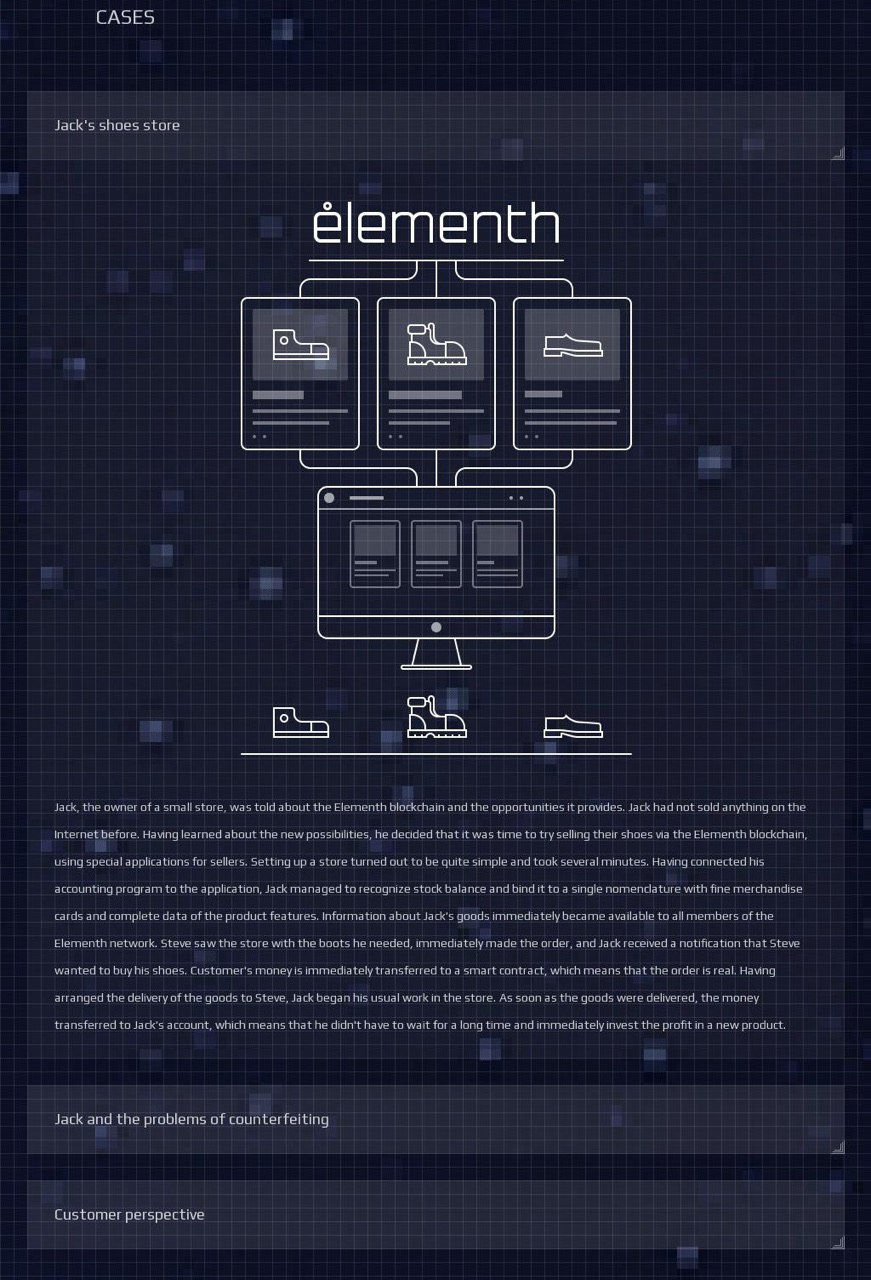 CASES
Jack's shoes store
elementh
Jack, the owner of a small store, was told about the Elementh blockchain and the opportunities it provides. Jack had not sold anything on the
Internet before. Having learned about the new possibilities, he decided that it was time to try selling their shoes via the Elementh blockchain,
using special applications for sellers. Setting up a store turned out to be quite simple and took several minutes. Having connected his
accounting program to the application, Jack managed to recognize stock balance and bind it to a single nomenclature with fine merchandise
cards and complete data of the product features. Information about Jack's goods immediately became available to all members of the
Elementh network. Steve saw the store with the boots he needed, immediately made the order, and Jack received a notification that Steve
wanted to buy his shoes. Customer's money is immediately transferred to a smart contract, which means that the order is real. Having
arranged the delivery of the goods to Steve, Jack began his usual work in the store. As soon as the goods were delivered, the money
transferred to Jack's account, which means that he didn't have to wait for a long time and immediately invest the profit in a new product.
Jack and the problems of counterfeiting
Customer perspective